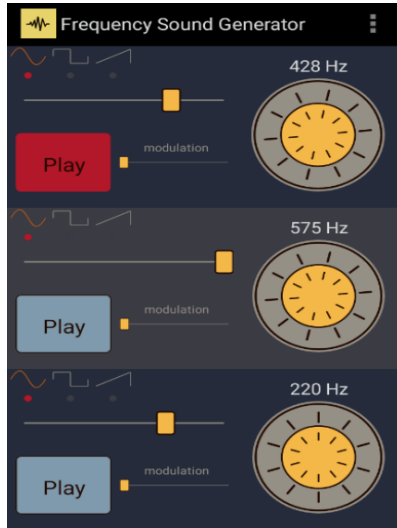 Frequency Sound Generator
428 Hz
modulation
Play
575 Hz
modulation
Play
220 Hz
modulation
Play